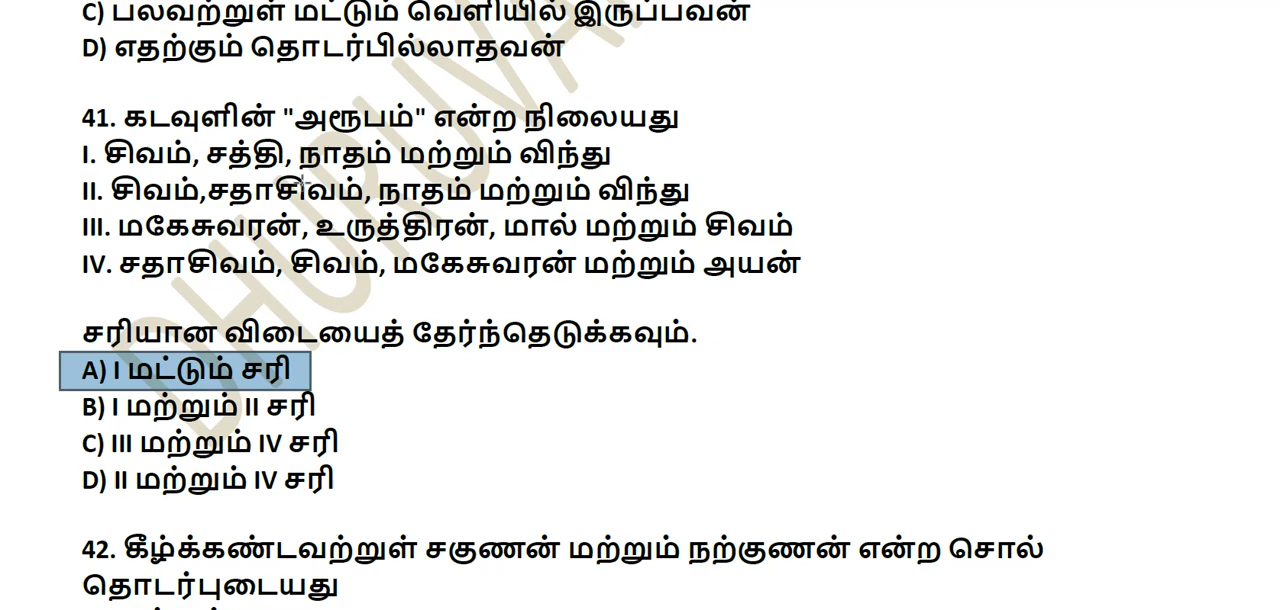 C) பலவற்றுள் மட்டும் வெளியில் இருப்பவன்
D) எதற்கும் தொடர்பில்லாதவன்
41. கடவுளின் "அரூபம்" என்ற நிலையது
I. சிவம், சத்தி, நாதம் மற்றும் விந்து
II. சிவம்,சதாசிவம், நாதம் மற்றும் விந்து
III. மகேசுவரன், உருத்திரன், மால் மற்றும் சிவம்
IV. சதாசிவம், சிவம், மகேசுவரன் மற்றும் அயன்
சரியான விடையைத் தேர்ந்தெடுக்கவும்.
A) I மட்டும் சரி
B) I மற்றும் II சரி
C) III மற்றும் IV சரி
D) II மற்றும் IV சரி
42. கீழ்க்கண்டவற்றுள் சகுணன் மற்றும் நற்குணன் என்ற சொல்
தொடர்புடையது